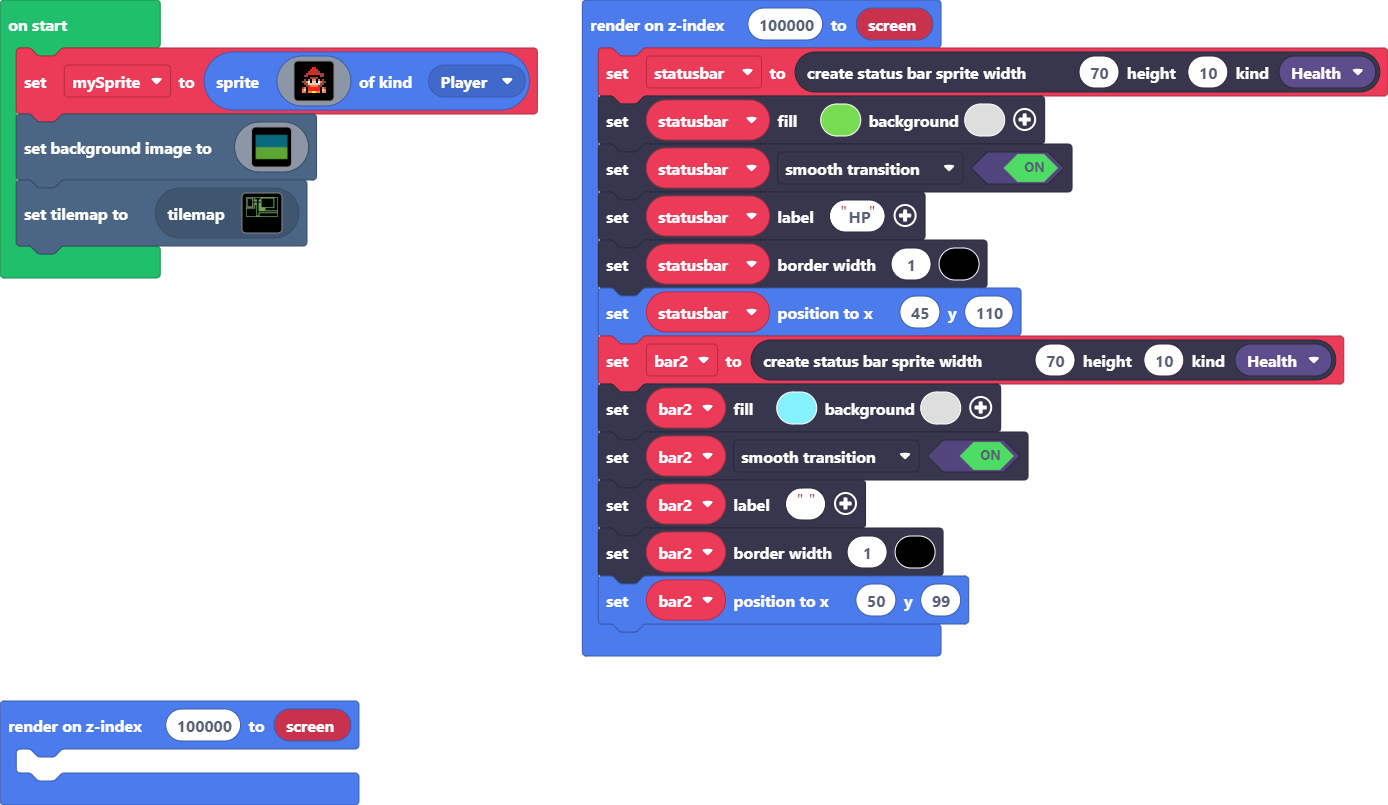 on start
set mySprite to sprite of kind Player
set background image to
set tilemap to tilemap
render on z-index 100000 to screen
set statusbar to create status bar sprite width 70 height 10 kind Health
set statusbar fill background
set statusbar smooth transition ON
set statusbar label "HP"
set statusbar border width 1
set statusbar position to x 45 y 110
set bar2 to create status bar sprite width 70 height 10 kind Health
set bar2 fill background
set bar2 smooth transition ON
set bar2 label " "
set bar2 border width 1
set bar2 position to x 50 y 99
render on z-index 100000 to screen